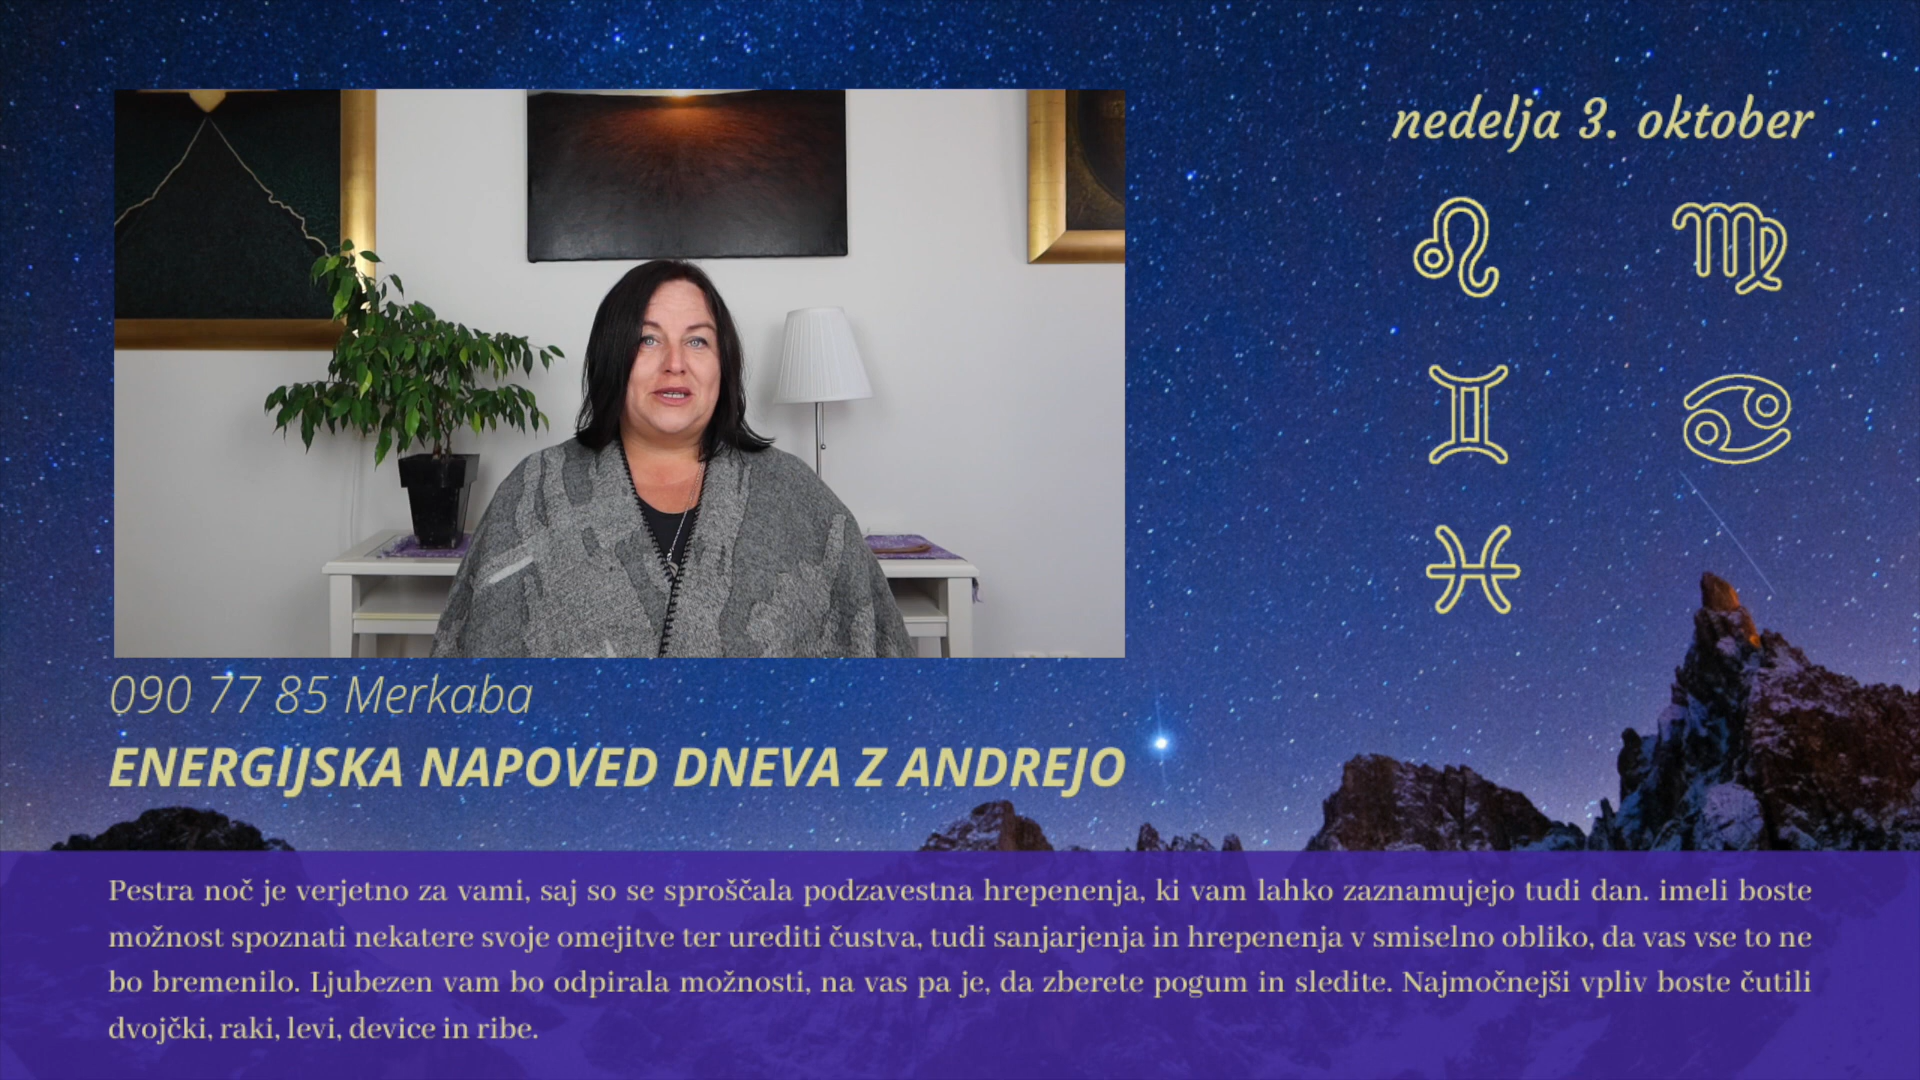 nedelja 3. oktober
090 77 85 Merkaba
ENERGIJSKA NAPOVED DNEVA Z ANDREJO
Pestra noč je verjetno za vami, saj so se sproščala podzavestna hrepenenja, ki vam lahko zaznamujejo tudi dan. imeli boste
možnost spoznati nekatere svoje omejitve ter urediti čustva, tudi sanjarjenja in hrepenenja v smiselno obliko, da vas vse to ne
bo bremenilo. Ljubezen vam bo odpirala možnosti, na vas pa je, da zberete pogum in sledite. Najmočnejši vpliv boste čutili
dvojčki, raki, levi, device in ribe.